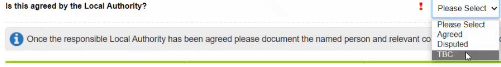 Is this agreed by the Local Authority?
! Please Select
Please Select
Agreed
Disputed
TBC
Once the responsible Local Authority has been agreed please document the named person and relevant co